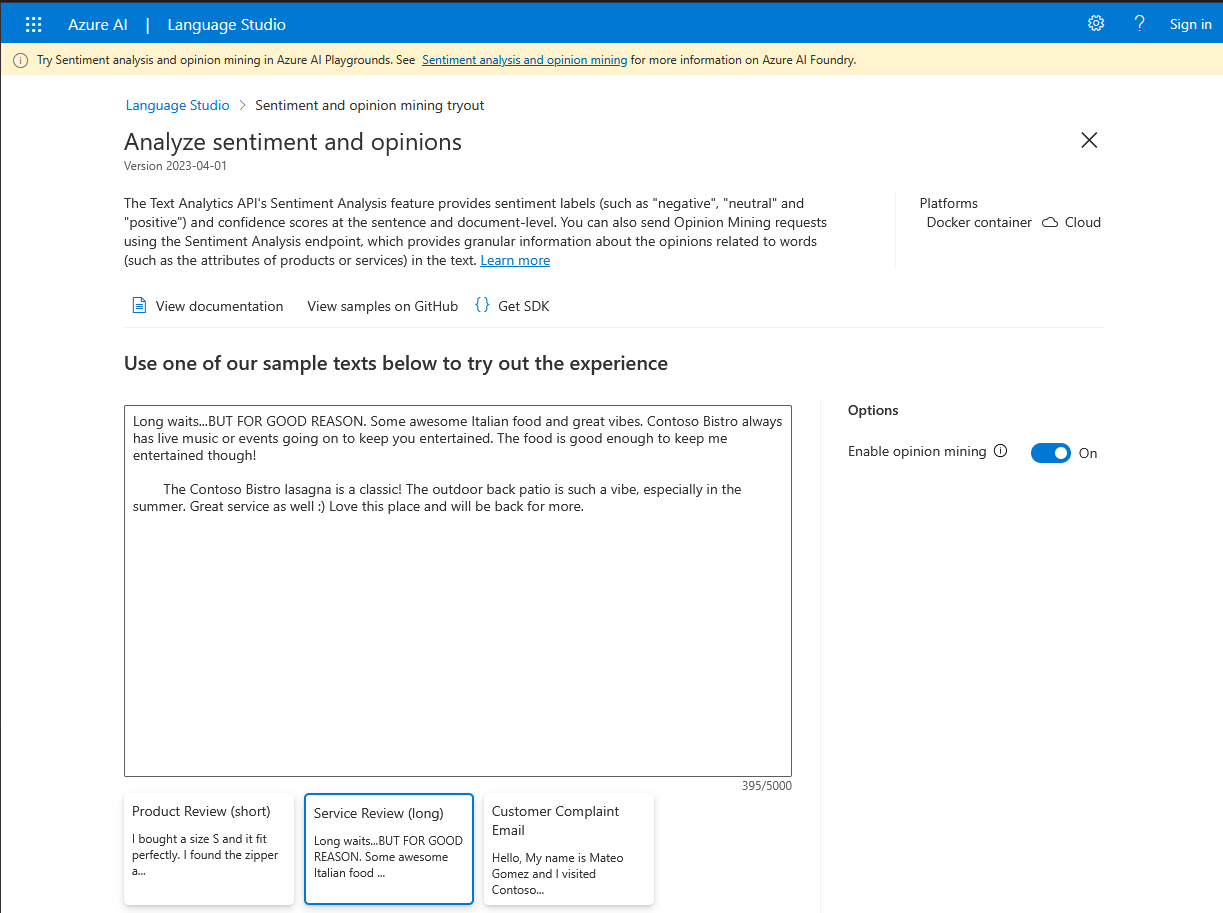 Azure AI | Language Studio Sign in
Try Sentiment analysis and opinion mining in Azure AI Playgrounds. See Sentiment analysis and opinion mining for more information on Azure AI Foundry.
Language Studio > Sentiment and opinion mining tryout
Analyze sentiment and opinions
Version 2023-04-01
The Text Analytics API's Sentiment Analysis feature provides sentiment labels (such as "negative", "neutral" and
"positive") and confidence scores at the sentence and document-level. You can also send Opinion Mining requests
using the Sentiment Analysis endpoint, which provides granular information about the opinions related to words
(such as the attributes of products or services) in the text. Learn more
Platforms
Docker container Cloud
View documentation View samples on GitHub {} Get SDK
Use one of our sample texts below to try out the experience
Long waits...BUT FOR GOOD REASON. Some awesome Italian food and great vibes. Contoso Bistro always
has live music or events going on to keep you entertained. The food is good enough to keep me
entertained though!
The Contoso Bistro lasagna is a classic! The outdoor back patio is such a vibe, especially in the
summer. Great service as well :) Love this place and will be back for more.
395/5000
Options
Enable opinion mining On
Product Review (short)
I bought a size S and it fit
perfectly. I found the zipper
a...
Service Review (long)
Long waits...BUT FOR GOOD
REASON. Some awesome
Italian food ...
Customer Complaint
Email
Hello, My name is Mateo
Gomez and I visited
Contoso...